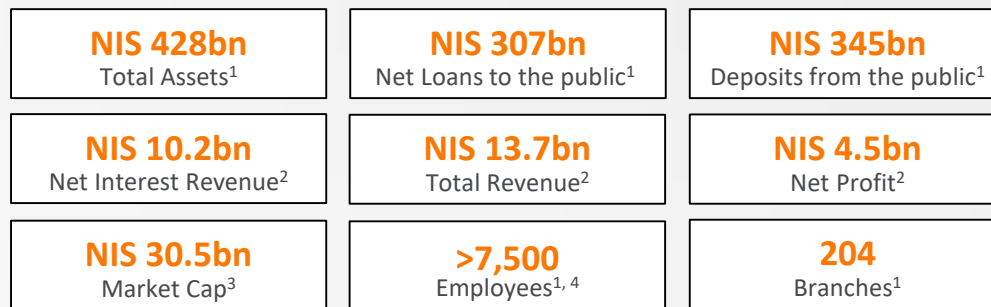 NIS 428bn
Total Assets¹
NIS 307bn
Net Loans to the public¹
NIS 345bn
Deposits from the public¹
NIS 10.2bn
Net Interest Revenue²
NIS 13.7bn
Total Revenue²
NIS 4.5bn
Net Profit²
NIS 30.5bn
Market Cap³
>7,500
Employees¹, ⁴
204
Branches¹